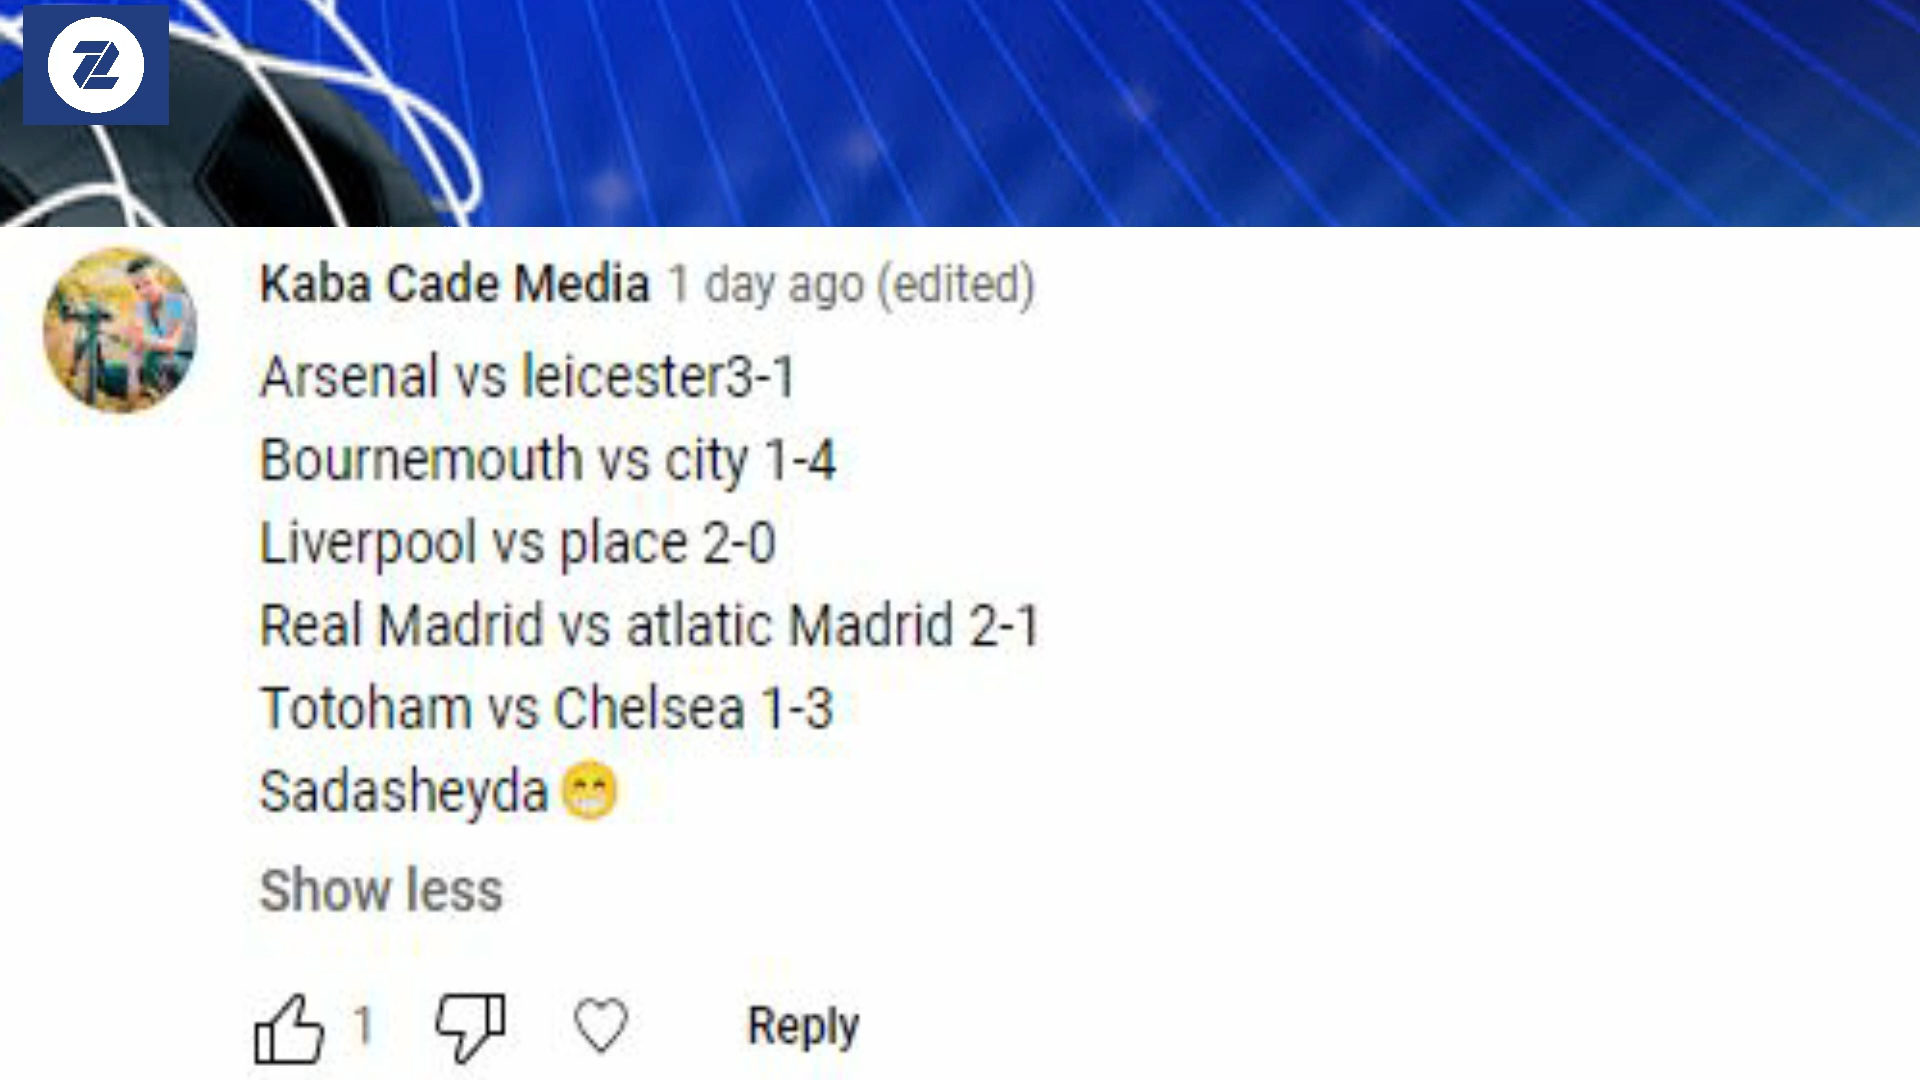 Kaba Cade Media 1 day ago (edited)
Arsenal vs leicester3-1
Bournemouth vs city 1-4
Liverpool vs place 2-0
Real Madrid vs atlatic Madrid 2-1
Totoham vs Chelsea 1-3
Sadasheyda😁
Show less
1 Reply